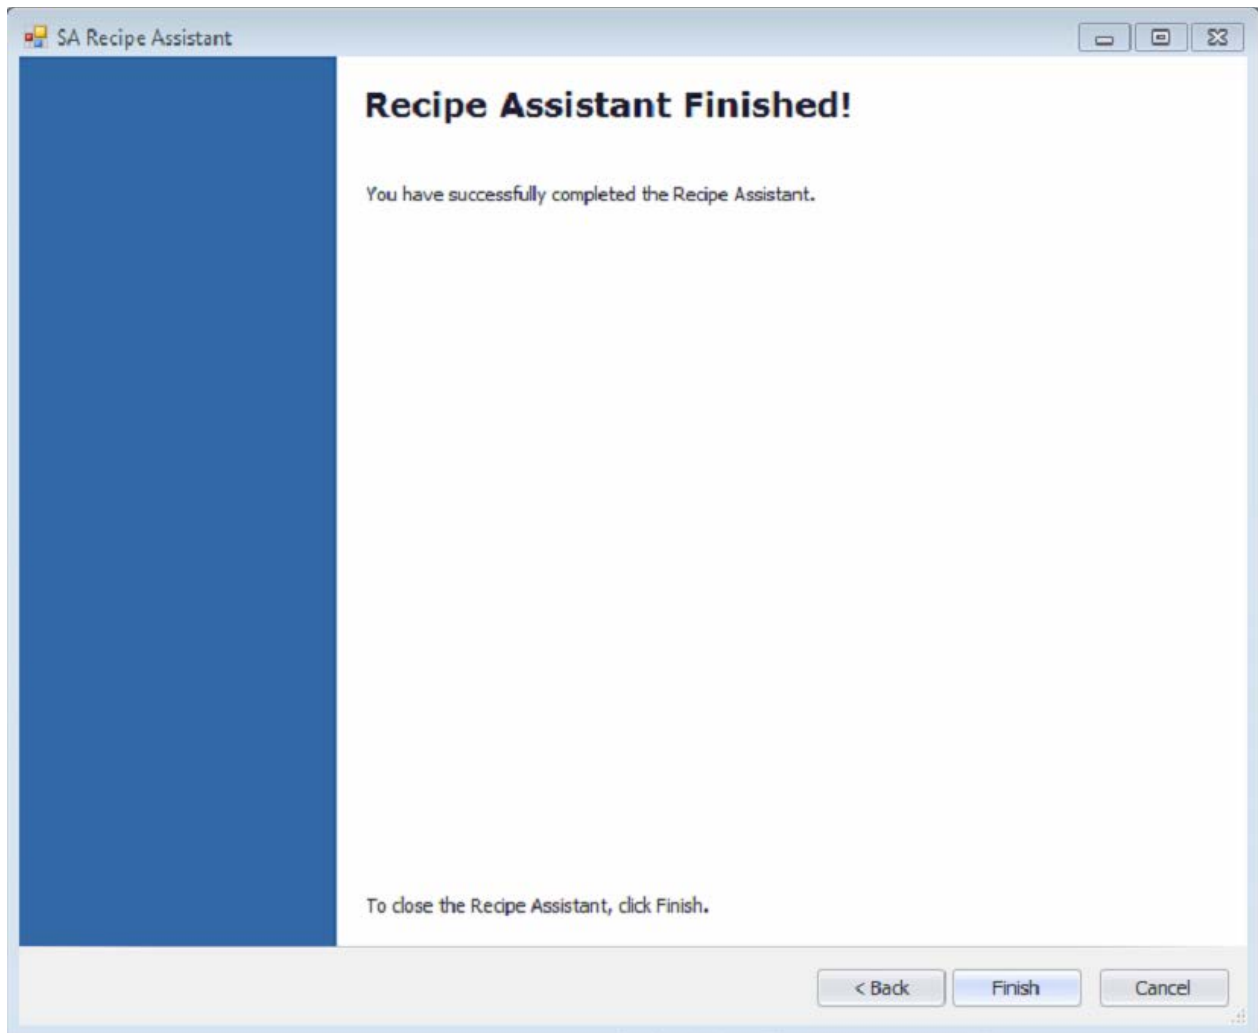 SA Recipe Assistant
Recipe Assistant Finished!
You have successfully completed the Recipe Assistant.
To close the Recipe Assistant, click Finish.
< Back
Finish
Cancel